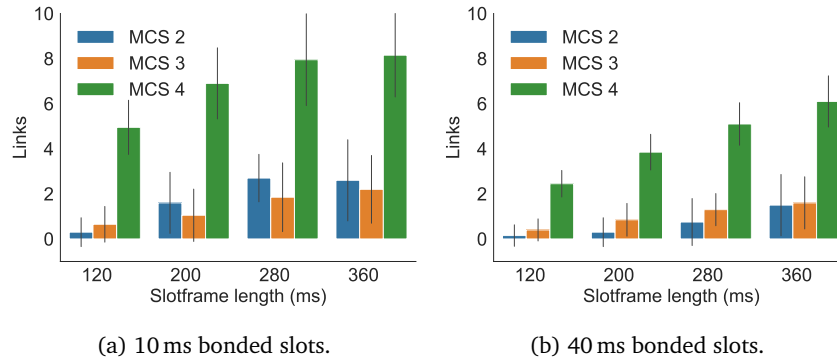 10
8
6
4
2
0
Links
MCS 2
MCS 3
MCS 4
120 200 280 360
Slotframe length (ms)
(a) 10 ms bonded slots.
10
8
6
4
2
0
Links
MCS 2
MCS 3
MCS 4
120 200 280 360
Slotframe length (ms)
(b) 40 ms bonded slots.